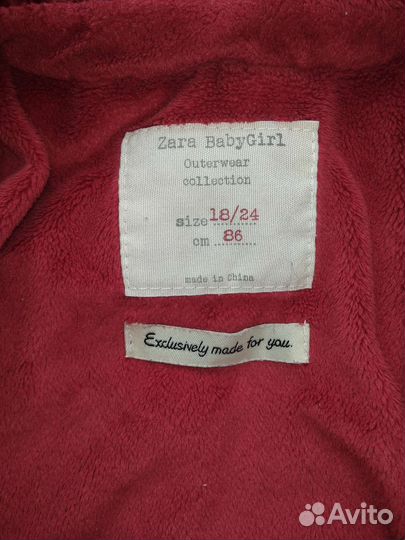 Zara BabyGirl
Outerwear
collection
size 18/24
cm 86
made in China
Exclusively made for you.
Avito